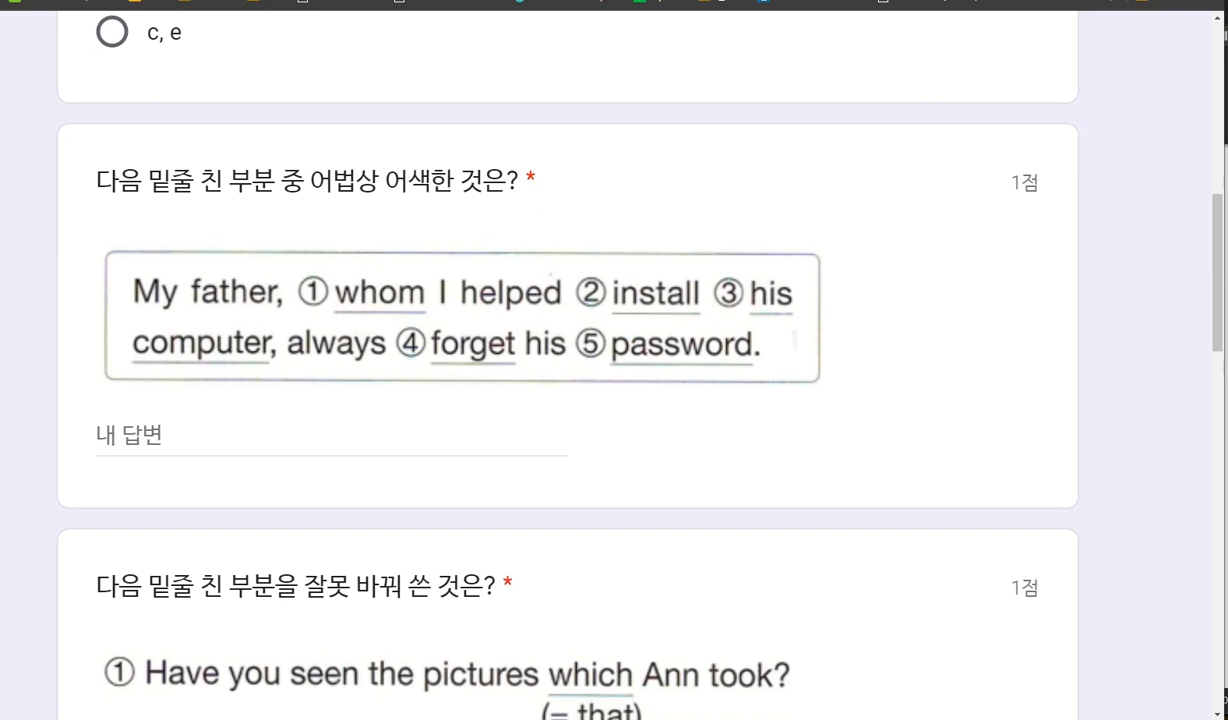 c, e
다음 밑줄 친 부분 중 어법상 어색한 것은? *
1점
My father, ① whom I helped ② install ③ his
computer, always ④ forget his ⑤ password.
내 답변
다음 밑줄 친 부분을 잘못 바꿔 쓴 것은? *
1점
① Have you seen the pictures which Ann took?
(= that)